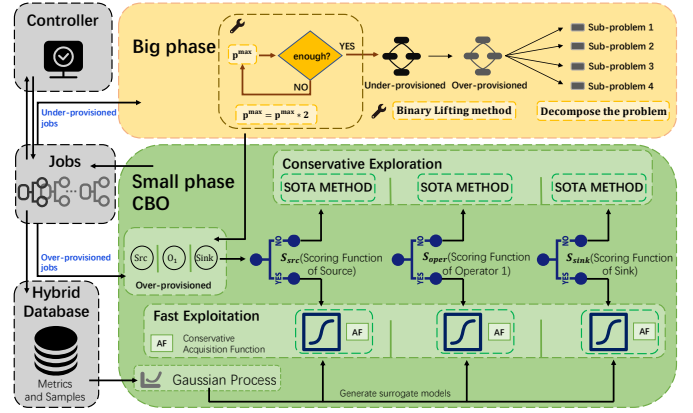 Controller
Big phase
p^max
enough?
YES
NO
p^max = p^max * 2
Under-provisioned
Over-provisioned
Binary Lifting method
Sub-problem 1
Sub-problem 2
Sub-problem 3
Sub-problem 4
Decompose the problem
Under-provisioned
jobs
Jobs
...
Over-provisioned
jobs
Small phase
CBO
Conservative Exploration
SOTA METHOD
SOTA METHOD
SOTA METHOD
Src
O₁
Sink
Over-provisioned
NO
YES
S_src(Scoring Function
of Source)
NO
YES
S_oper(Scoring Function
of Operator 1)
NO
YES
S_sink(Scoring Function
of Sink)
Hybrid
Database
Metrics
and Samples
Fast Exploitation
AF
Conservative
Acquisition Function
AF
AF
AF
Gaussian Process
Generate surrogate models